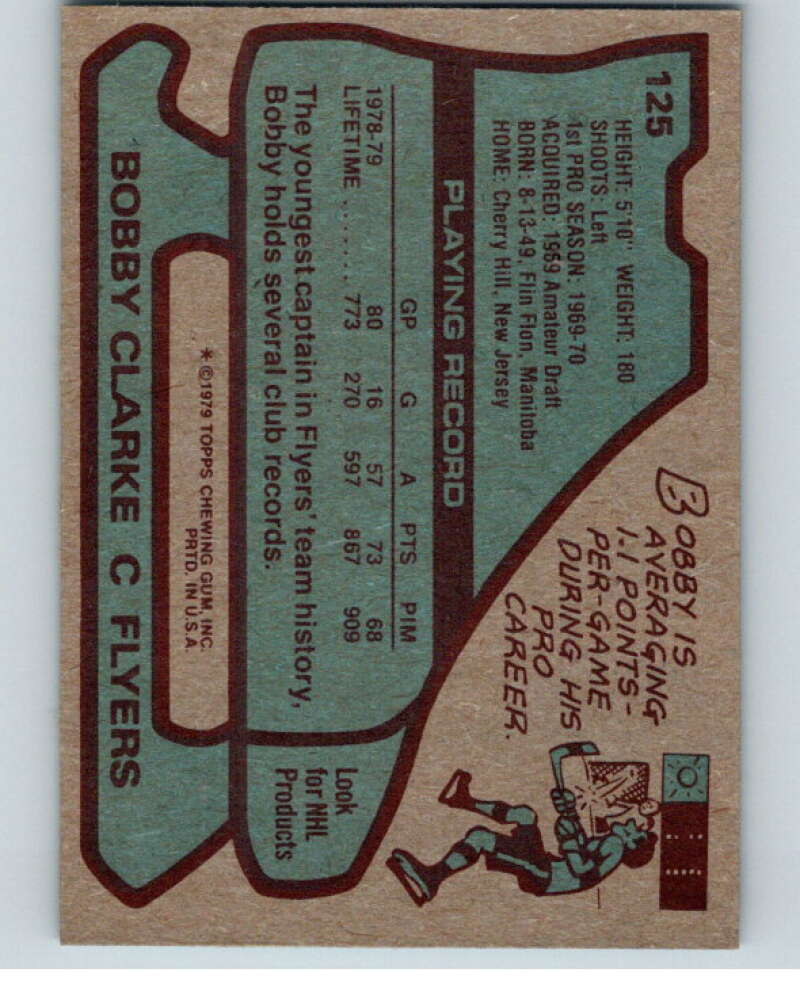 125
HEIGHT: 5'10" WEIGHT: 180
SHOOTS: Left
1st PRO SEASON: 1969-70
ACQUIRED: 1969 Amateur Draft
BORN: 8-13-49, Flin Flon, Manitoba
HOME: Cherry Hill, New Jersey
BOBBY IS
AVERAGING
1.1 POINTS-
PER-GAME
DURING HIS
PRO
CAREER.
PLAYING RECORD
GP G A PTS PIM
1978-79 80 16 57 73 68
LIFETIME ....... 773 270 597 867 909
The youngest captain in Flyers' team history,
Bobby holds several club records.
Look
for NHL
Products
* ©1979 TOPPS CHEWING GUM, INC.
PRTD. IN U.S.A
BOBBY CLARKE C FLYERS